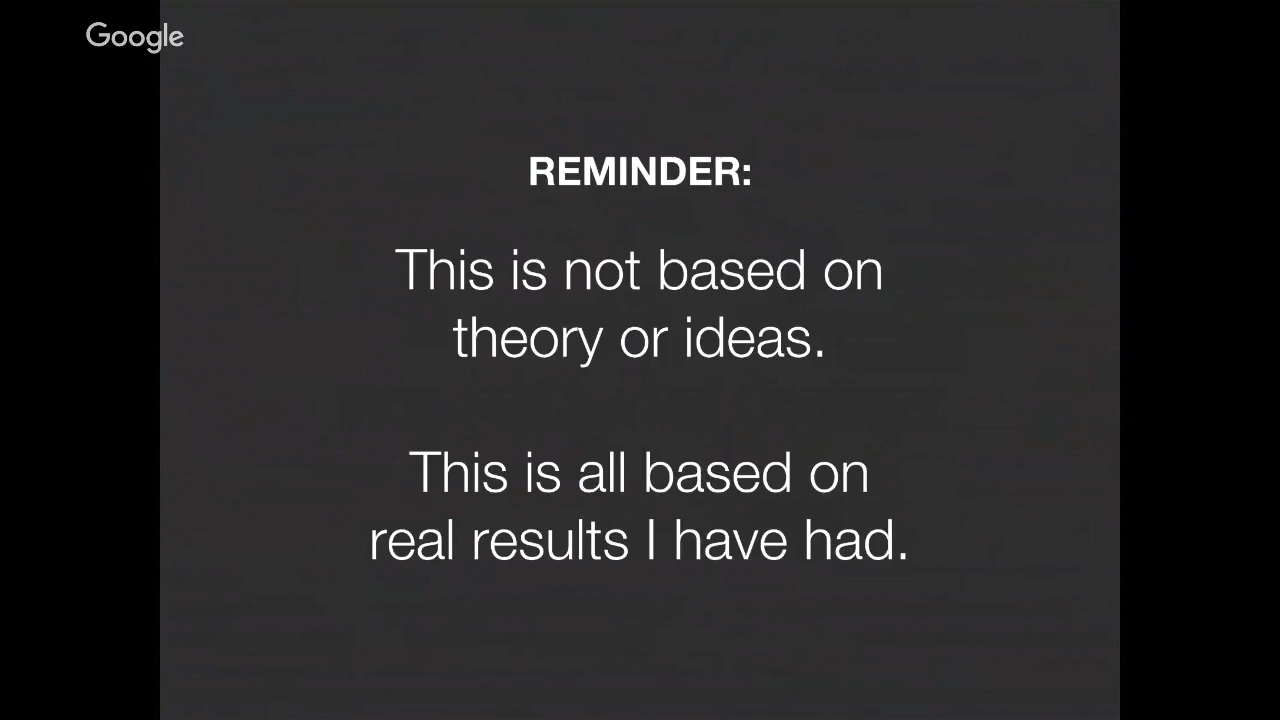 Google
REMINDER:
This is not based on
theory or ideas.
This is all based on
real results I have had.